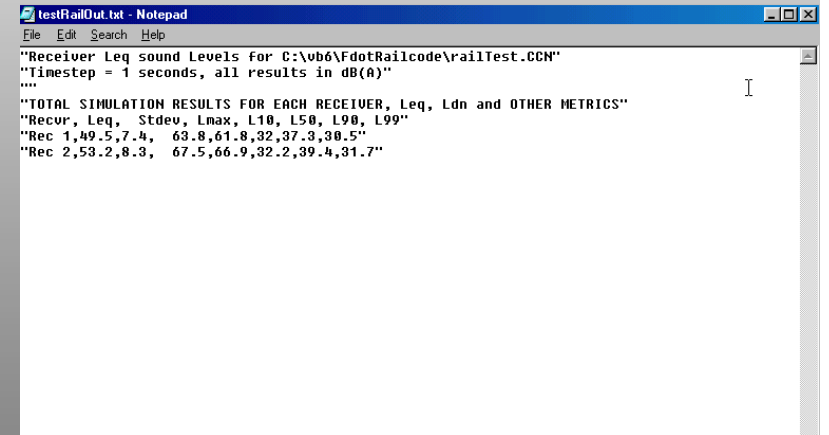 testRailOut.txt - Notepad
File Edit Search Help
"Receiver Leq sound Levels for C:\vb6\FdotRailcode\railTest.CCN"
"Timestep = 1 seconds, all results in dB(A)"
""
"TOTAL SIMULATION RESULTS FOR EACH RECEIVER, Leq, Ldn and OTHER METRICS"
"Recvr, Leq,  Stdev, Lmax, L10, L50, L90, L99"
"Rec 1,49.5,7.4,  63.8,61.8,32,37.3,30.5"
"Rec 2,53.2,8.3,  67.5,66.9,32.2,39.4,31.7"